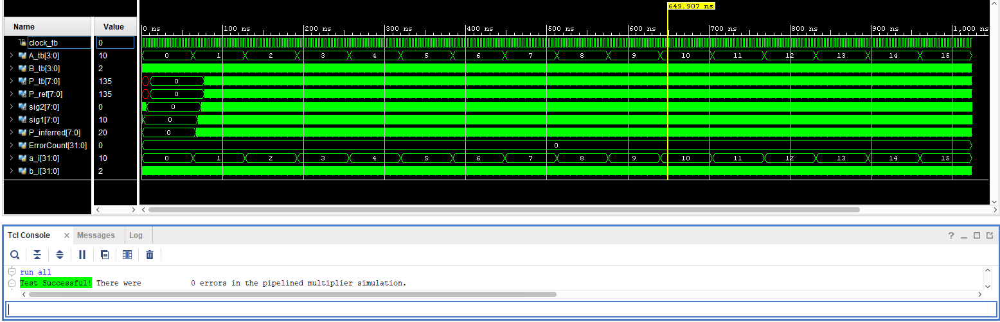 649.907 ns
Name Value
0 ns 100 ns 200 ns 300 ns 400 ns 500 ns 600 ns 700 ns 800 ns 900 ns 1,000 ns
clock_tb 0
A_tb[3:0] 10 0 1 2 3 4 5 6 7 8 9 10 11 12 13 14 15
B_tb[3:0] 2
P_tb[7:0] 135 0
P_ref[7:0] 135 0
sig2[7:0] 0 0
sig1[7:0] 10 0
P_inferred[7:0] 20 0
ErrorCount[31:0] 0 0
a_i[31:0] 10 0 1 2 3 4 5 6 7 8 9 10 11 12 13 14 15
b_i[31:0] 2
Tcl Console Messages Log
run all
Test Successful! There were 0 errors in the pipelined multiplier simulation.